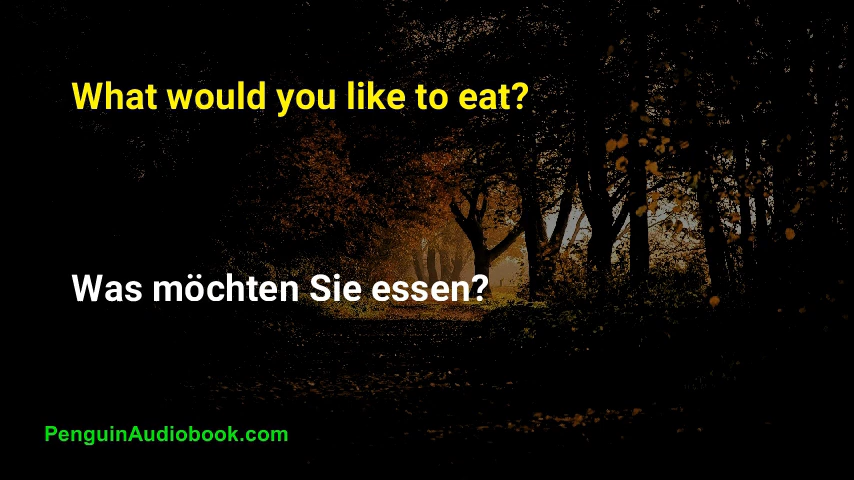 What would you like to eat?
Was möchten Sie essen?
PenguinAudiobook.com